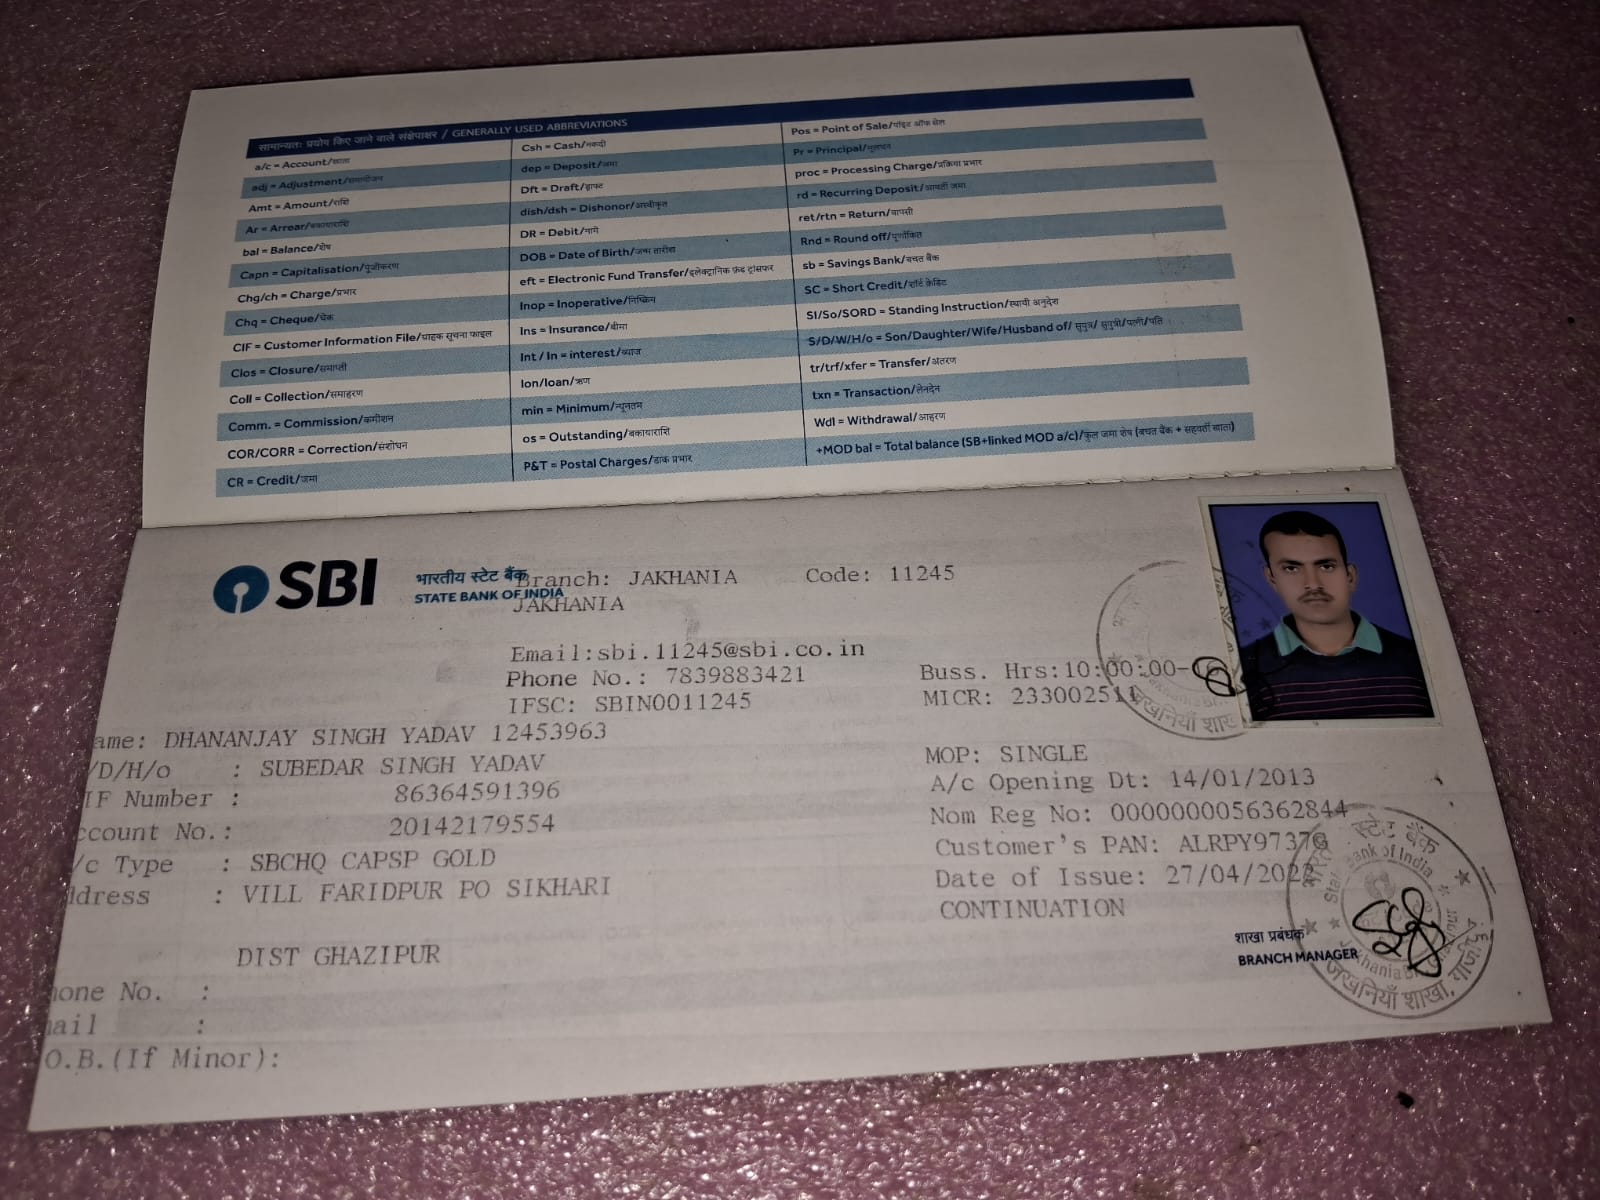 सामान्यतः प्रयोग किए जाने वाले संक्षेपाक्षर / GENERALLY USED ABBREVIATIONS
a/c = Account/खाता
adj = Adjustment/समायोजन
Amt = Amount/राशि
Ar = Arrear/बकायाराशि
bal = Balance/शेष
Capn = Capitalisation/पूंजीकरण
Chg/ch = Charge/प्रभार
Chq = Cheque/चेक
CIF = Customer Information File/ग्राहक सूचना फाइल
Clos = Closure/समाप्ती
Coll = Collection/समाहरण
Comm. = Commission/कमीशन
COR/CORR = Correction/संशोधन
CR = Credit/जमा
Csh = Cash/नकदी
dep = Deposit/जमा
Dft = Draft/ड्राफ्ट
dish/dsh = Dishonor/अस्वीकृत
DR = Debit/नामे
DOB = Date of Birth/जन्म तारीख
eft = Electronic Fund Transfer/इलेक्ट्रानिक फ़ंड ट्रांसफर
Inop = Inoperative/निष्क्रिय
Ins = Insurance/बीमा
Int / In = interest/ब्याज
lon/loan/ऋण
min = Minimum/न्यूनतम
os = Outstanding/बकायाराशि
P&T = Postal Charges/डाक प्रभार
Pos = Point of Sale/पॉइंट ऑफ सेल
Pr = Principal/मूलधन
proc = Processing Charge/प्रक्रिया प्रभार
rd = Recurring Deposit/आवर्ती जमा
ret/rtn = Return/वापसी
Rnd = Round off/पूर्णांकित
sb = Savings Bank/बचत बैंक
SC = Short Credit/शॉर्ट क्रेडिट
SI/So/SORD = Standing Instruction/स्थायी अनुदेश
S/D/W/H/o = Son/Daughter/Wife/Husband of/ सुपुत्र/ सुपुत्री/पत्नी/पति
tr/trf/xfer = Transfer/अंतरण
txn = Transaction/लेनदेन
Wdl = Withdrawal/आहरण
+MOD bal = Total balance (SB+linked MOD a/c)/कुल जमा शेष (बचत बैंक + सहवर्ती खाता)
SBI भारतीय स्टेट बैंक
STATE BANK OF INDIA
Branch: JAKHANIA Code: 11245
JAKHANIA
Email:sbi.11245@sbi.co.in
Phone No.: 7839883421 Buss. Hrs:10:00:00-
IFSC: SBIN0011245 MICR: 233002511
ame: DHANANJAY SINGH YADAV 12453963
/D/H/o : SUBEDAR SINGH YADAV MOP: SINGLE
IF Number : 86364591396 A/c Opening Dt: 14/01/2013
ccount No.: 20142179554 Nom Reg No: 0000000056362844
/c Type : SBCHQ CAPSP GOLD Customer's PAN: ALRPY9737G
ddress : VILL FARIDPUR PO SIKHARI Date of Issue: 27/04/2022
CONTINUATION
DIST GHAZIPUR
शाखा प्रबंधक
BRANCH MANAGER
hone No. :
ail :
.O.B.(If Minor):
जखनियाँ शाखा
स्टेट बैंक
Bank of India
जखनियाँ शाखा,